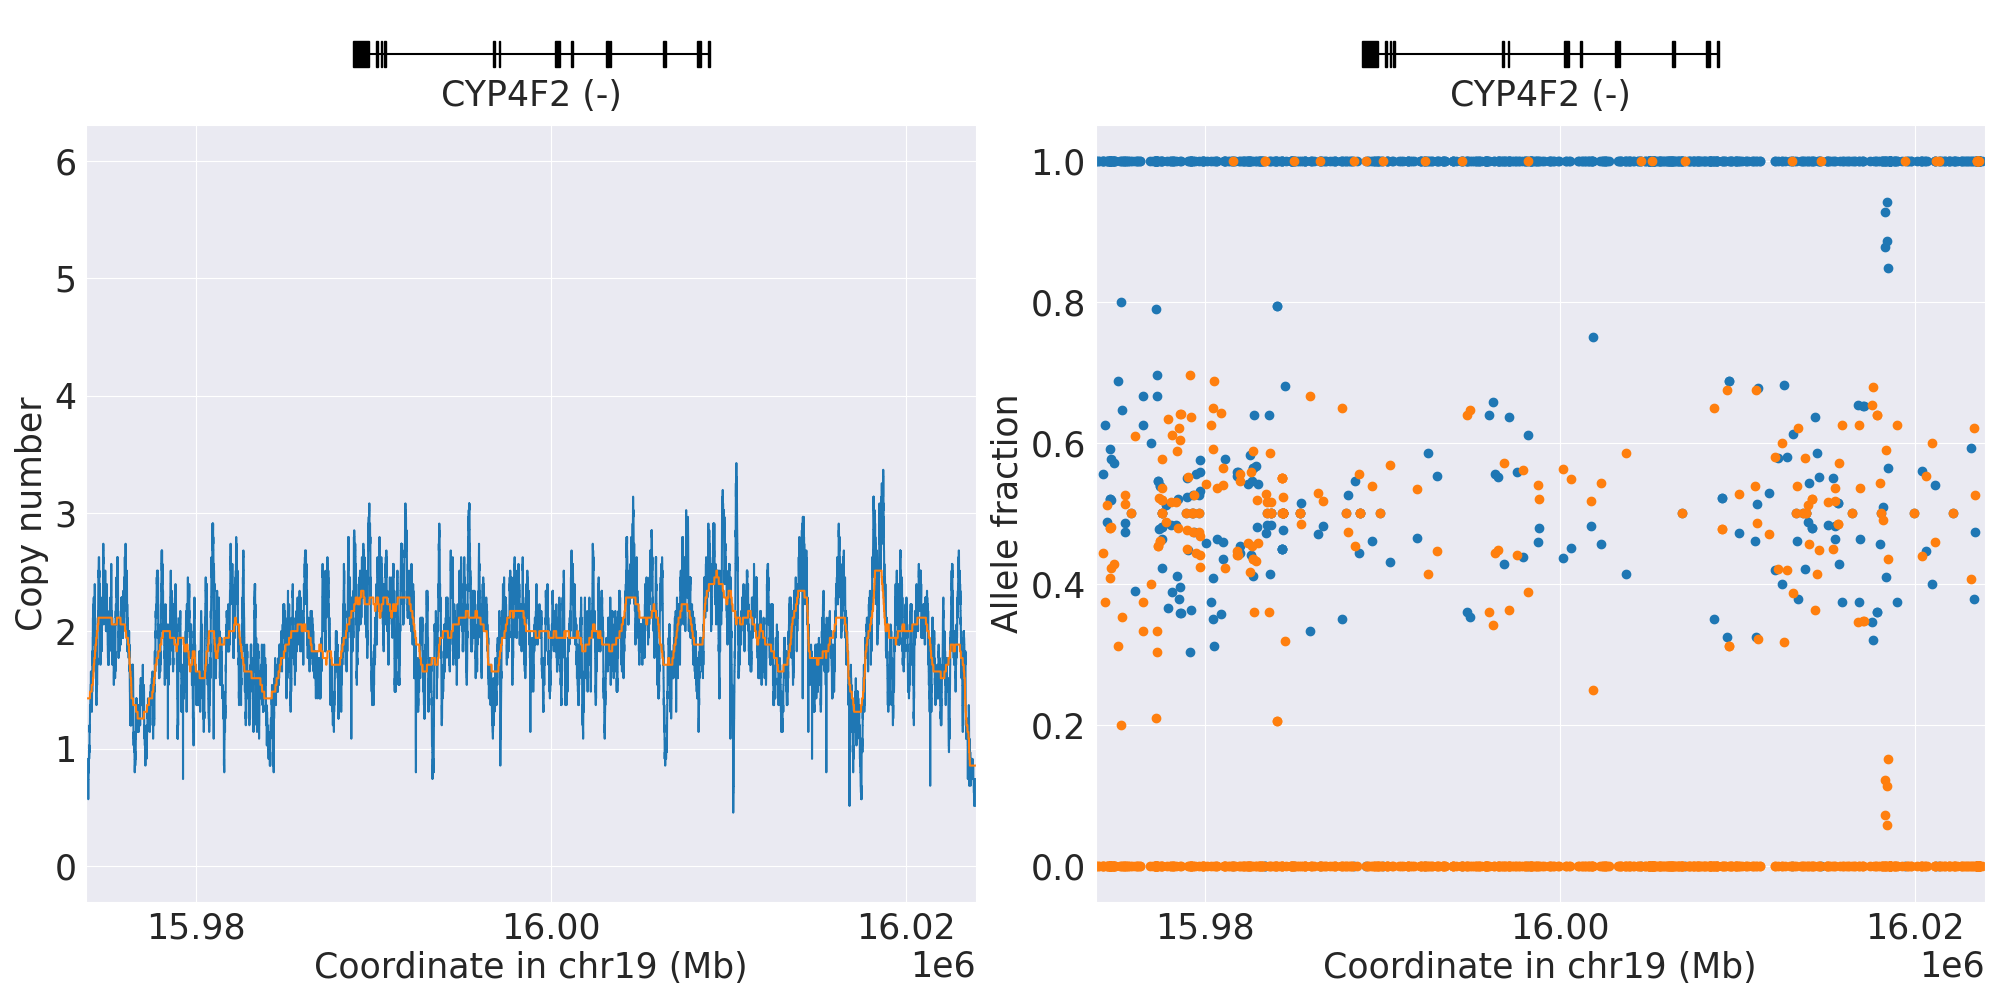 CYP4F2 (-)
Copy number
6
5
4
3
2
1
0
15.98
16.00
16.02
Coordinate in chr19 (Mb)
1e6
CYP4F2 (-)
Allele fraction
1.0
0.8
0.6
0.4
0.2
0.0
15.98
16.00
16.02
Coordinate in chr19 (Mb)
1e6